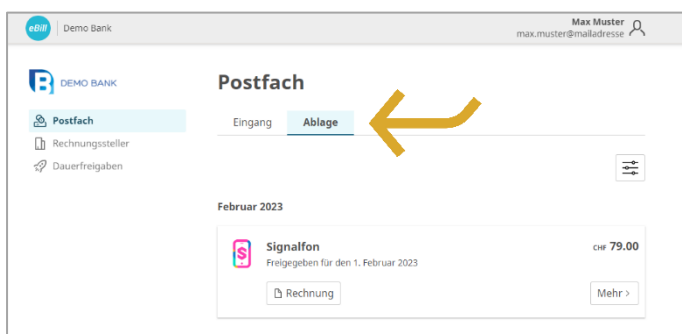 eBill
Demo Bank
Max Muster
max.muster@mailadresse
DEMO BANK
Postfach
Rechnungssteller
Dauerfreigaben
Postfach
Eingang
Ablage
Februar 2023
Signalfon
CHF 79.00
Freigegeben für den 1. Februar 2023
Rechnung
Mehr >